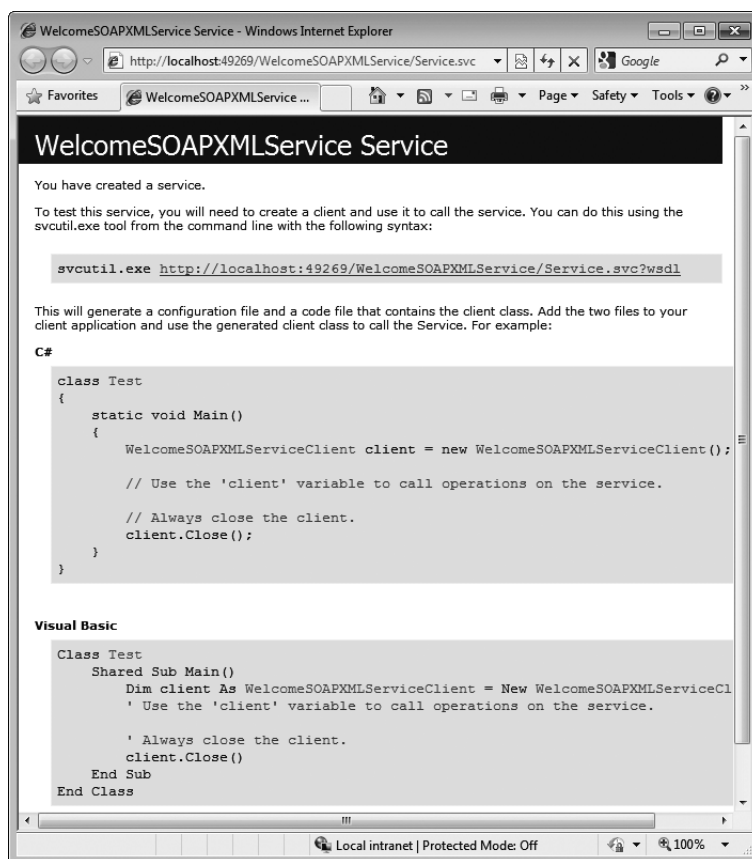 WelcomeSOAPXMLService Service - Windows Internet Explorer
http://localhost:49269/WelcomeSOAPXMLService/Service.svc
Google
Favorites
WelcomeSOAPXMLService ...
Page
Safety
Tools
WelcomeSOAPXMLService Service
You have created a service.
To test this service, you will need to create a client and use it to call the service. You can do this using the
svcutil.exe tool from the command line with the following syntax:
svcutil.exe http://localhost:49269/WelcomeSOAPXMLService/Service.svc?wsdl
This will generate a configuration file and a code file that contains the client class. Add the two files to your
client application and use the generated client class to call the Service. For example:
C#
class Test
{
    static void Main()
    {
        WelcomeSOAPXMLServiceClient client = new WelcomeSOAPXMLServiceClient();
        // Use the 'client' variable to call operations on the service.
        // Always close the client.
        client.Close();
    }
}
Visual Basic
Class Test
    Shared Sub Main()
        Dim client As WelcomeSOAPXMLServiceClient = New WelcomeSOAPXMLServiceCl
        ' Use the 'client' variable to call operations on the service.
        ' Always close the client.
        client.Close()
    End Sub
End Class
Local intranet | Protected Mode: Off
100%